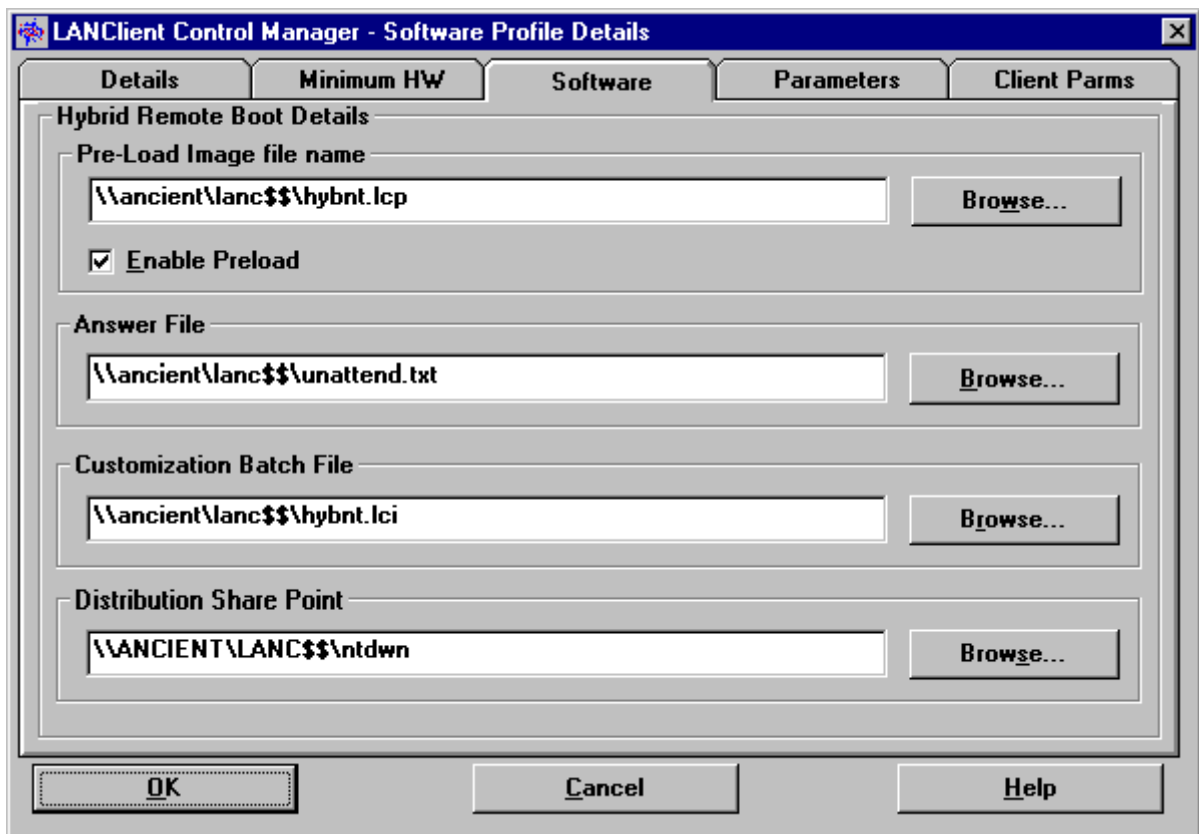 LANClient Control Manager - Software Profile Details
Details Minimum HW Software Parameters Client Parms
Hybrid Remote Boot Details
Pre-Load Image file name
\\ancient\lanc$$\hybnt.lcp Browse...
Enable Preload
Answer File
\\ancient\lanc$$\unattend.txt Browse...
Customization Batch File
\\ancient\lanc$$\hybnt.lci Browse...
Distribution Share Point
\\ANCIENT\LANC$$\ntdwn Browse...
OK Cancel Help